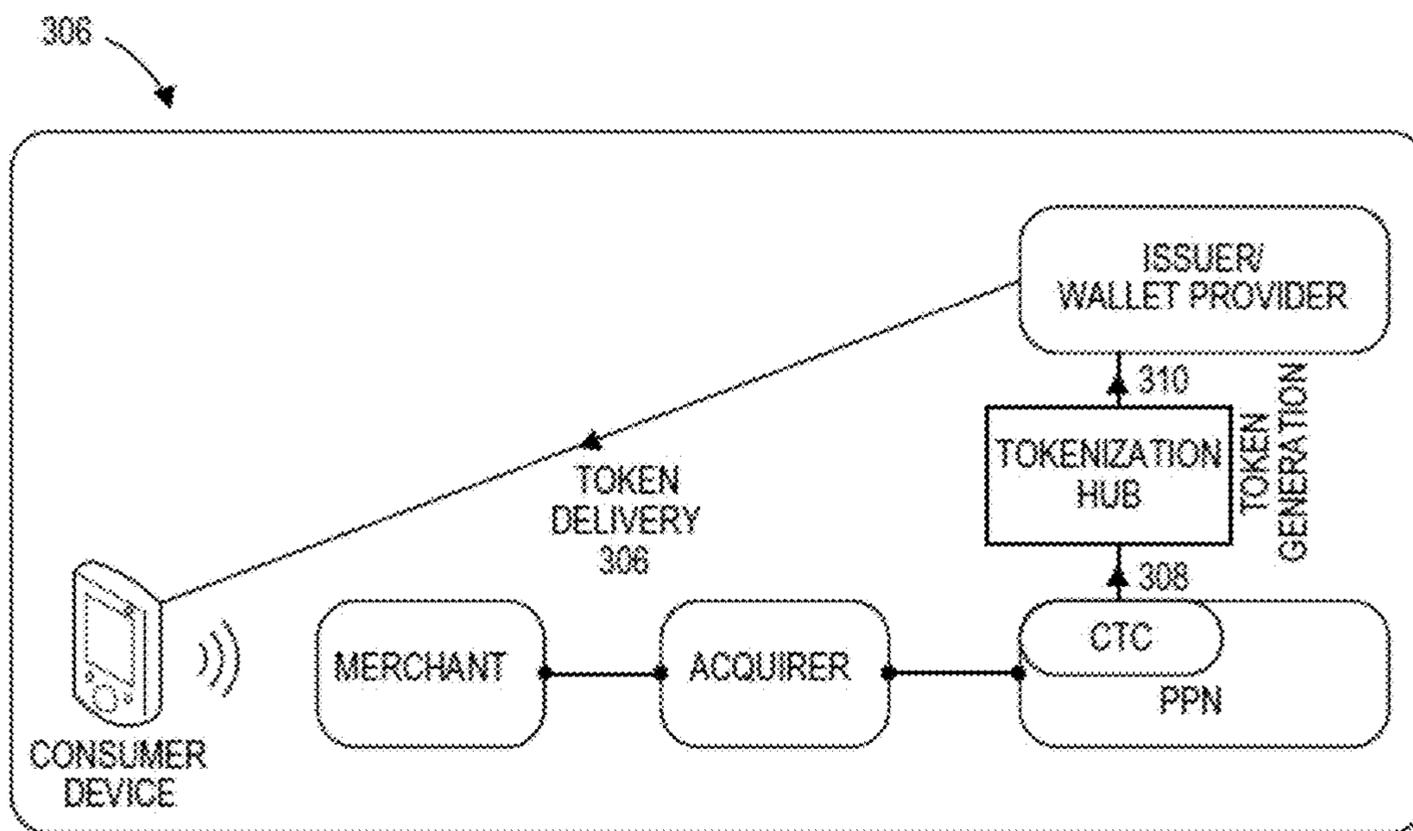 306
ISSUER/
WALLET PROVIDER
310
TOKENIZATION
HUB
TOKEN
GENERATION
TOKEN
DELIVERY
306
308
CTC
MERCHANT
ACQUIRER
PPN
CONSUMER
DEVICE